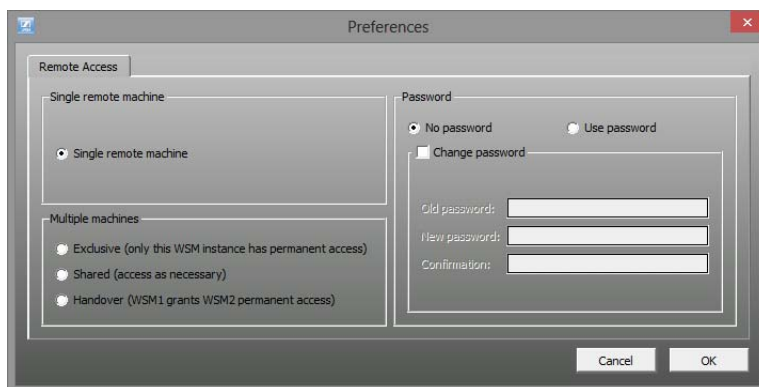 Preferences
Remote Access
Single remote machine
Single remote machine
Multiple machines
Exclusive (only this WSM instance has permanent access)
Shared (access as necessary)
Handover (WSM1 grants WSM2 permanent access)
Password
No password
Use password
Change password
Old password:
New password:
Confirmation:
Cancel
OK